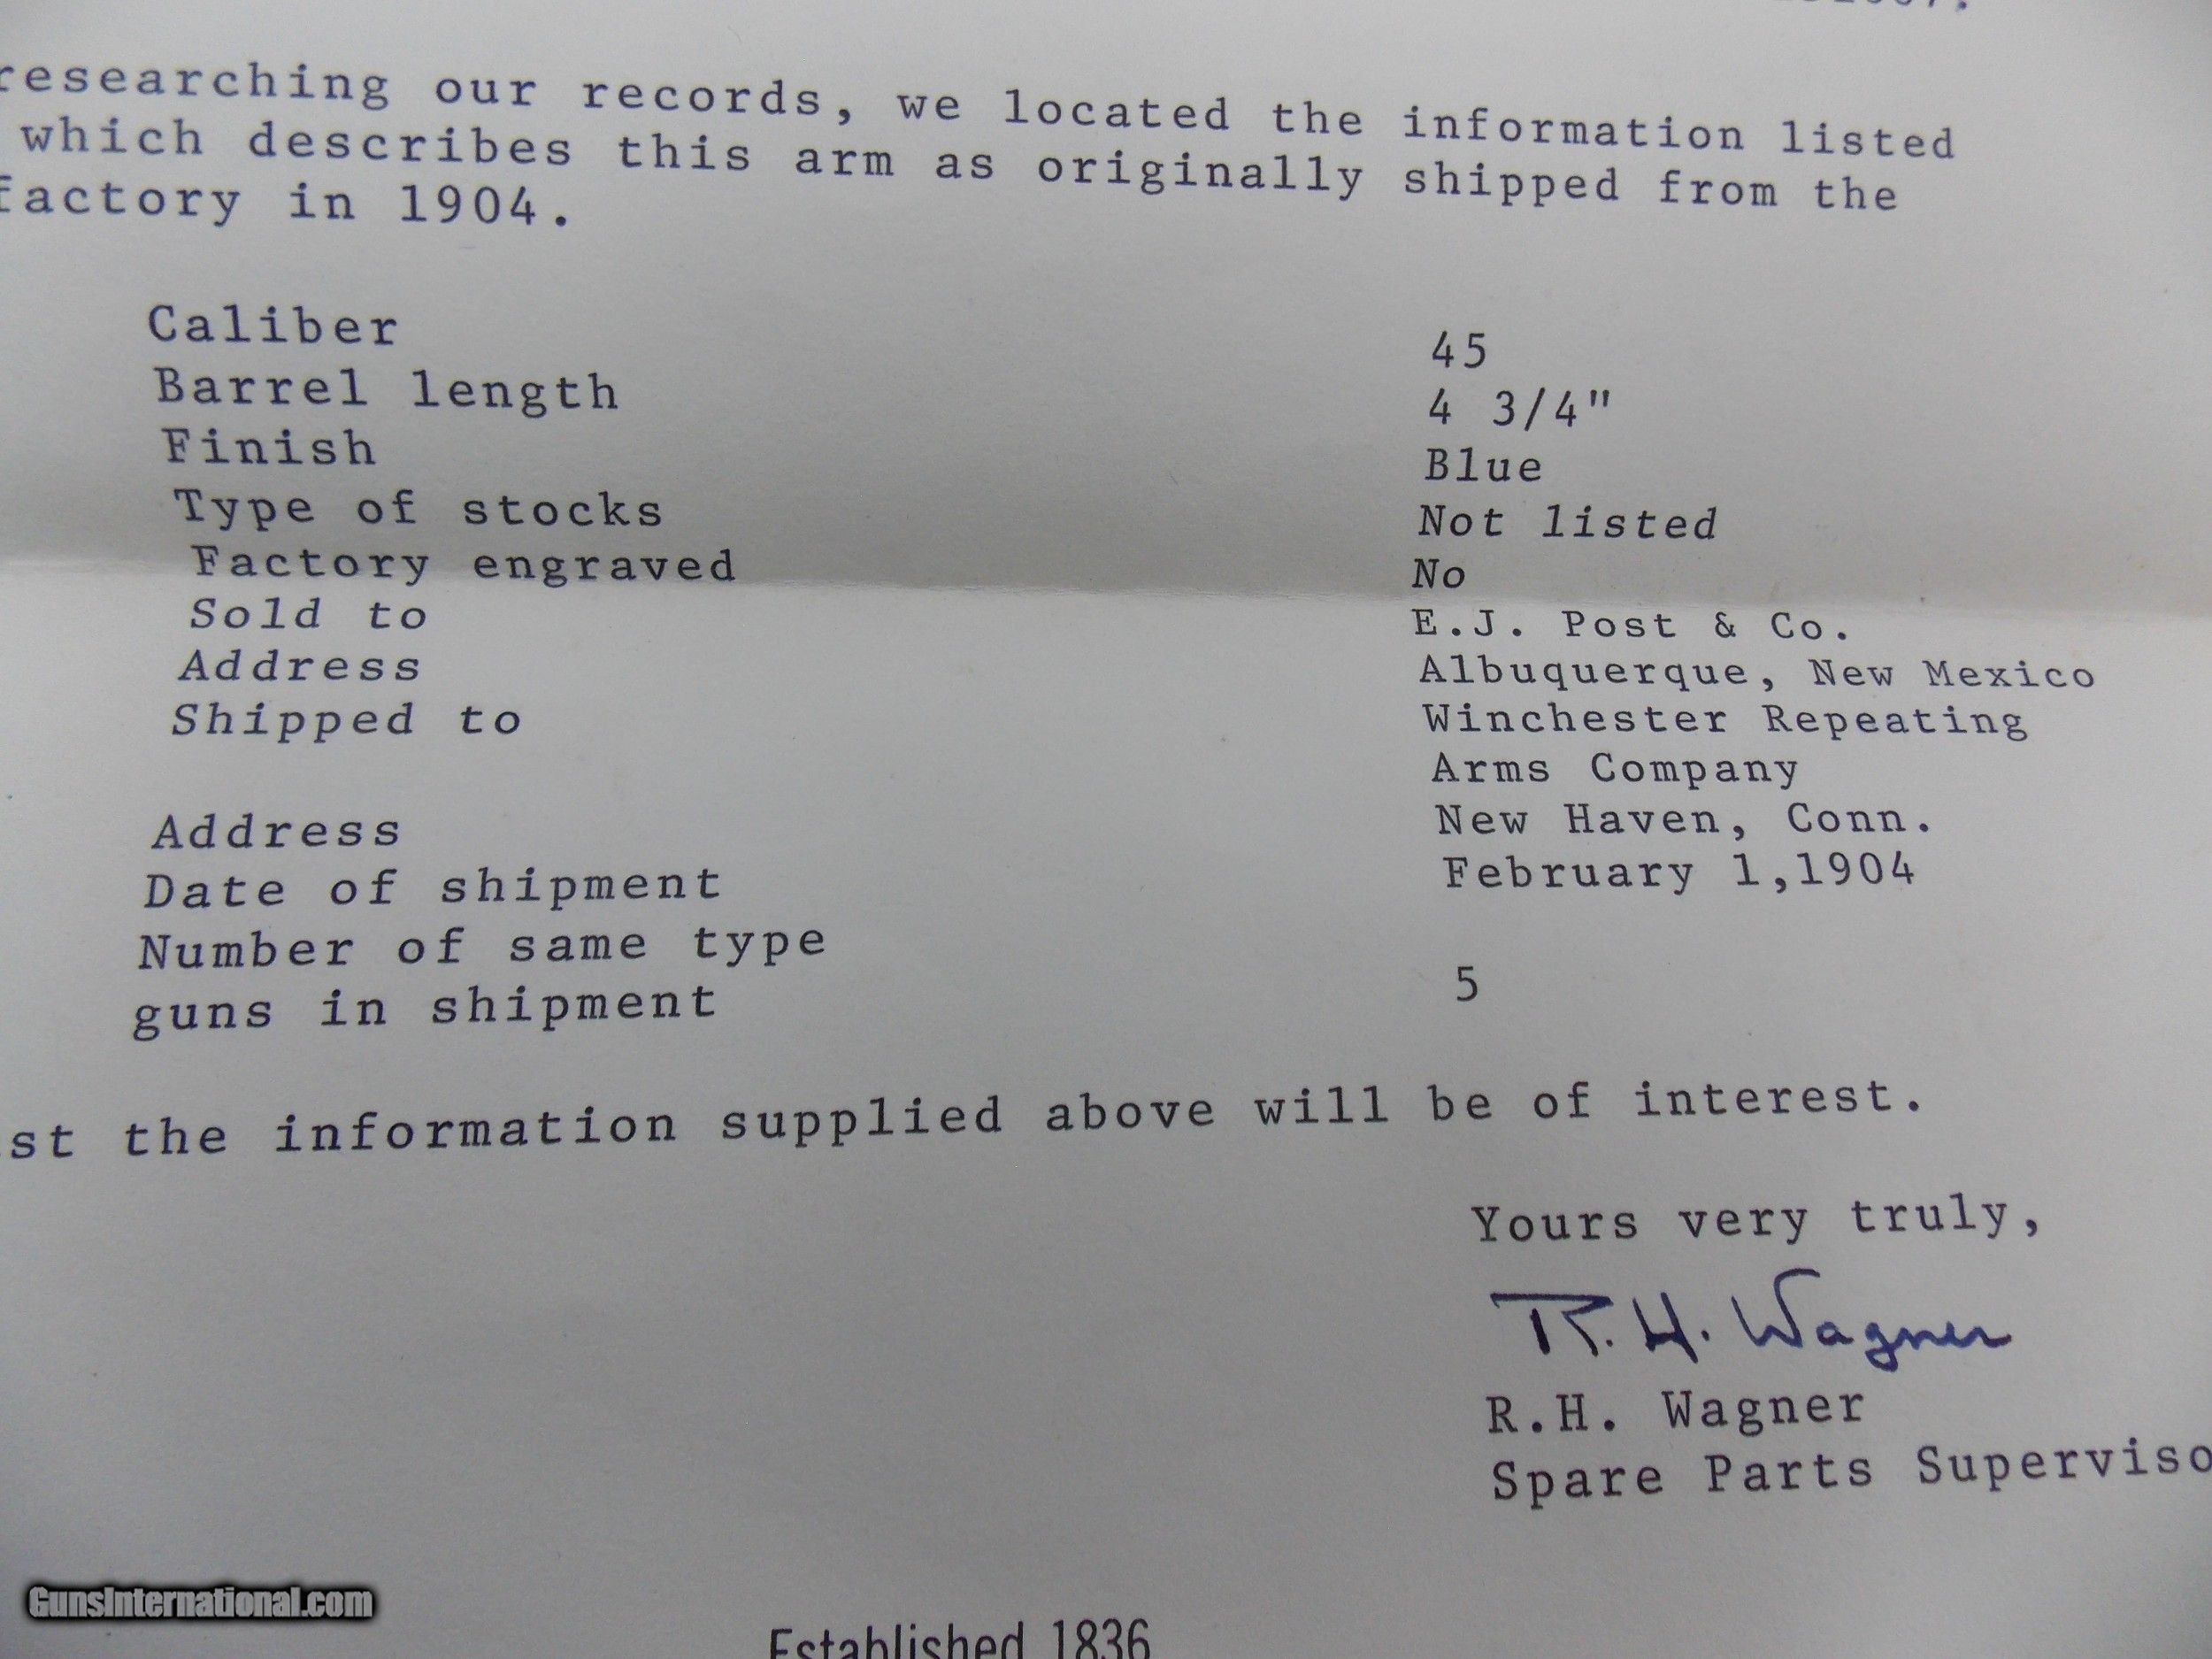 researching our records, we located the information listed
which describes this arm as originally shipped from the
factory in 1904.
Caliber 45
Barrel length 4 3/4"
Finish Blue
Type of stocks Not listed
Factory engraved No
Sold to E.J. Post & Co.
Address Albuquerque, New Mexico
Shipped to Winchester Repeating
Arms Company
Address New Haven, Conn.
Date of shipment February 1,1904
Number of same type
guns in shipment 5
st the information supplied above will be of interest.
Yours very truly,
R.H. Wagner
R.H. Wagner
Spare Parts Superviso
GunsInternational.com
Established 1836